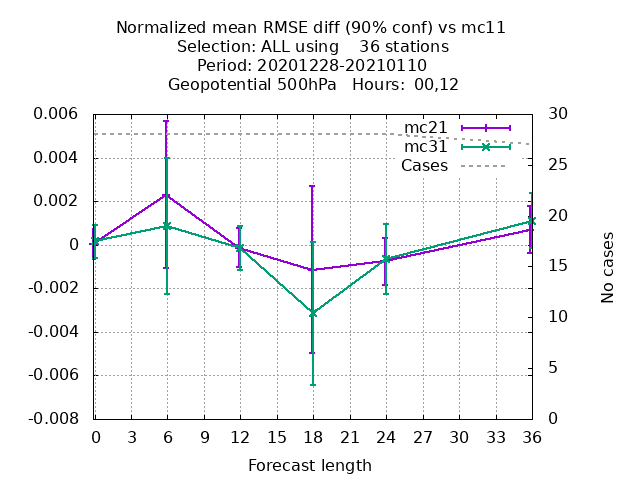 Normalized mean RMSE diff (90% conf) vs mc11
Selection: ALL using    36 stations
Period: 20201228-20210110
Geopotential 500hPa   Hours:  00,12
0.006
0.004
0.002
0
-0.002
-0.004
-0.006
-0.008
mc21
mc31
Cases
30
25
20
15
10
5
0
No cases
0 3 6 9 12 15 18 21 24 27 30 33 36
Forecast length